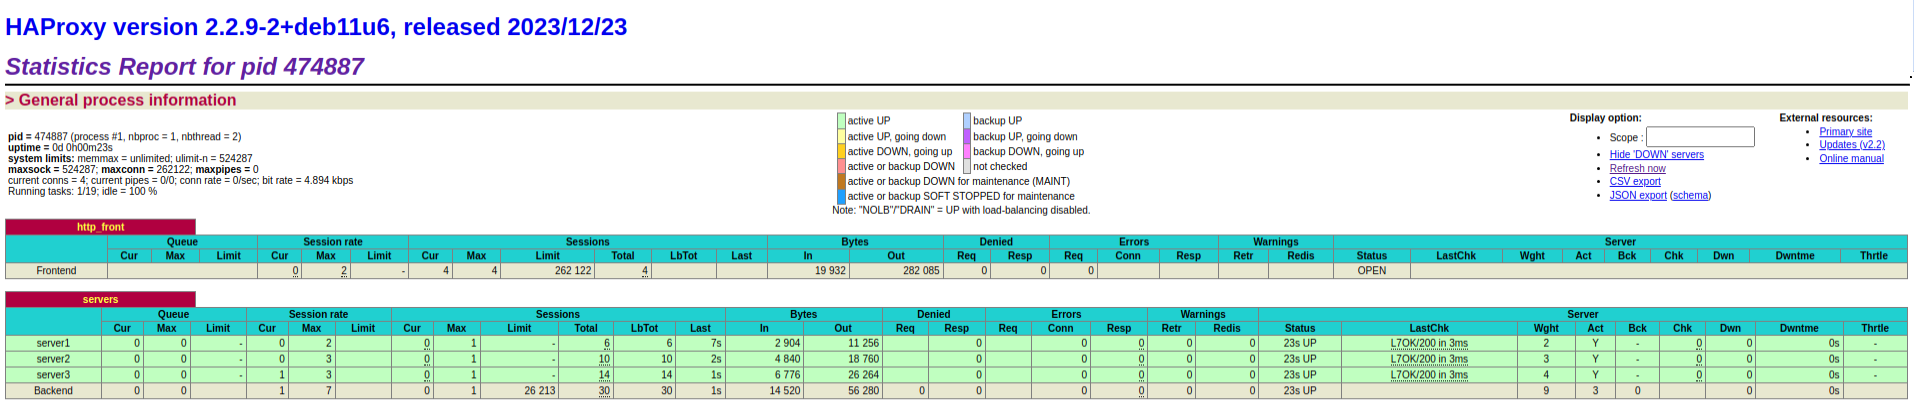 HAProxy version 2.2.9-2+deb11u6, released 2023/12/23
Statistics Report for pid 474887
> General process information
pid = 474887 (process #1, nbproc = 1, nbthread = 2)
uptime = 0d 0h00m23s
system limits: memmax = unlimited; ulimit-n = 524287
maxsock = 524287; maxconn = 262122; maxpipes = 0
current conns = 4; current pipes = 0/0; conn rate = 0/sec; bit rate = 4.894 kbps
Running tasks: 1/19; idle = 100 %
active UP backup UP
active UP, going down backup UP, going down
active DOWN, going up backup DOWN, going up
active or backup DOWN not checked
active or backup DOWN for maintenance (MAINT)
active or backup SOFT STOPPED for maintenance
Note: "NOLB"/"DRAIN" = UP with load-balancing disabled.
Display option:
• Scope :
• Hide 'DOWN' servers
• Refresh now
• CSV export
• JSON export (schema)
External resources:
• Primary site
• Updates (v2.2)
• Online manual
http_front
Queue Session rate Sessions Bytes Denied Errors Warnings Server
Cur Max Limit Cur Max Limit Cur Max Limit Total LbTot Last In Out Req Resp Req Conn Resp Retr Redis Status LastChk Wght Act Bck Chk Dwn Dwntme Thrtle
Frontend 0 2 - 4 4 262 122 4 19 932 282 085 0 0 0 OPEN
servers
Queue Session rate Sessions Bytes Denied Errors Warnings Server
Cur Max Limit Cur Max Limit Cur Max Limit Total LbTot Last In Out Req Resp Req Conn Resp Retr Redis Status LastChk Wght Act Bck Chk Dwn Dwntme Thrtle
server1 0 0 - 0 2 0 1 - 6 6 7s 2 904 11 256 0 0 0 0 0 23s UP L7OK/200 in 3ms 2 Y - 0 0 0s -
server2 0 0 - 0 3 0 1 - 10 10 2s 4 840 18 760 0 0 0 0 0 23s UP L7OK/200 in 3ms 3 Y - 0 0 0s -
server3 0 0 - 1 3 0 1 - 14 14 1s 6 776 26 264 0 0 0 0 0 23s UP L7OK/200 in 3ms 4 Y - 0 0 0s -
Backend 0 0 1 7 0 1 26 213 30 30 1s 14 520 56 280 0 0 0 0 0 0 23s UP 9 3 0 0 0s